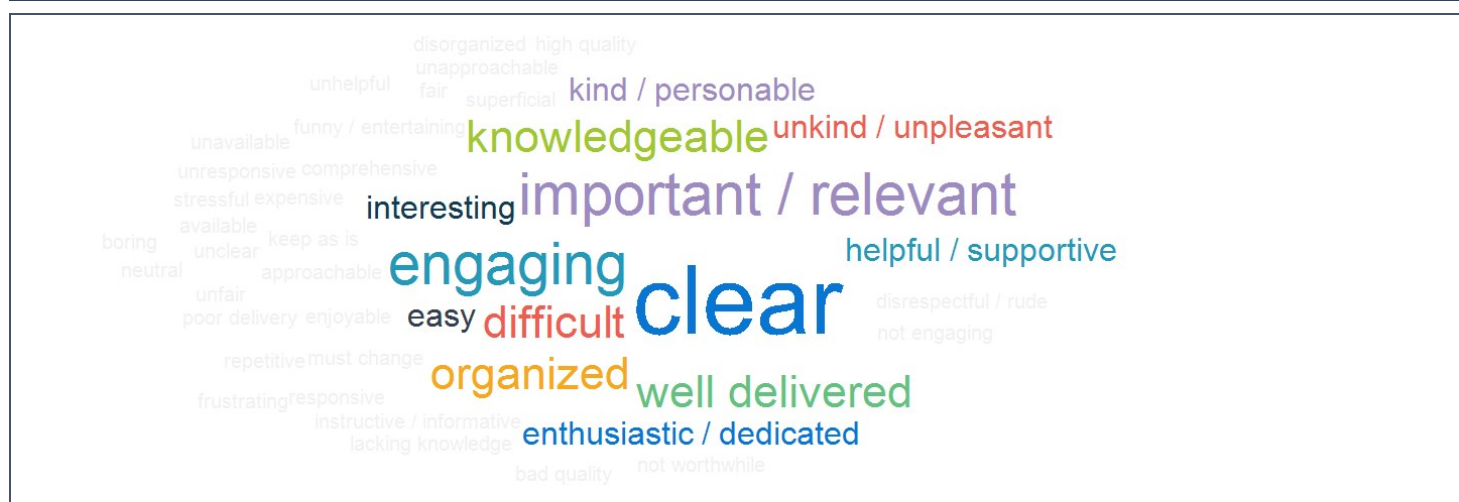 disorganized high quality
unapproachable
unhelpful fair superficial kind / personable
funny / entertaining knowledgeable unkind / unpleasant
unavailable
unresponsive comprehensive
stressful expensive interesting important / relevant
available
boring unclear keep as is
neutral approachable engaging helpful / supportive
unfair clear disrespectful / rude
poor delivery enjoyable easy difficult not engaging
repetitive must change
organized well delivered
frustrating responsive
instructive / informative enthusiastic / dedicated
lacking knowledge
bad quality not worthwhile